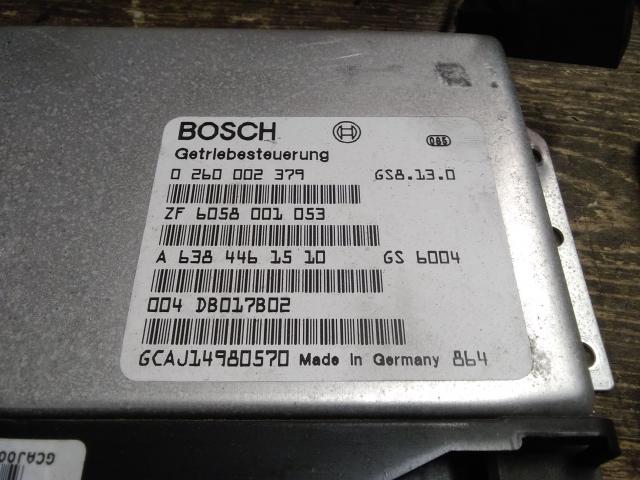 BOSCH
085
Getriebesteuerung
0 260 002 379 GS8.13.0
ZF 6058 001 053
A 638 446 15 10 GS 6004
004 DB017B02
GCAJ14980570 Made in Germany 864